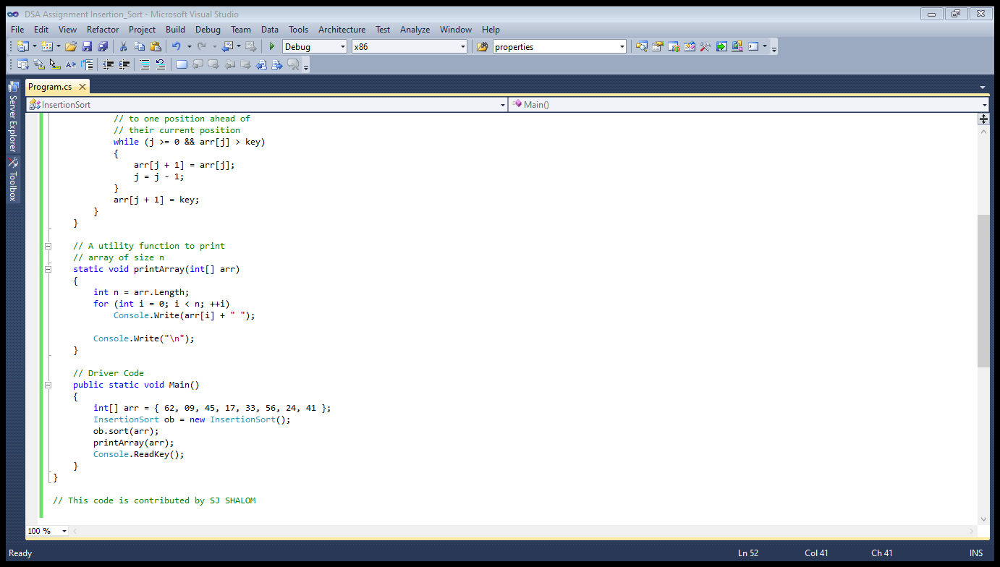 DSA Assignment Insertion_Sort - Microsoft Visual Studio
File Edit View Refactor Project Build Debug Team Data Tools Architecture Test Analyze Window Help
Debug x86 properties
Program.cs
InsertionSort Main()
Server Explorer
Toolbox
// to one position ahead of
// their current position
while (j >= 0 && arr[j] > key)
{
arr[j + 1] = arr[j];
j = j - 1;
}
arr[j + 1] = key;
}
}
// A utility function to print
// array of size n
static void printArray(int[] arr)
{
int n = arr.Length;
for (int i = 0; i < n; ++i)
Console.Write(arr[i] + " ");
Console.Write("\n");
}
// Driver Code
public static void Main()
{
int[] arr = { 62, 09, 45, 17, 33, 56, 24, 41 };
InsertionSort ob = new InsertionSort();
ob.sort(arr);
printArray(arr);
Console.ReadKey();
}
}
// This code is contributed by SJ SHALOM
100 %
Ready Ln 52 Col 41 Ch 41 INS